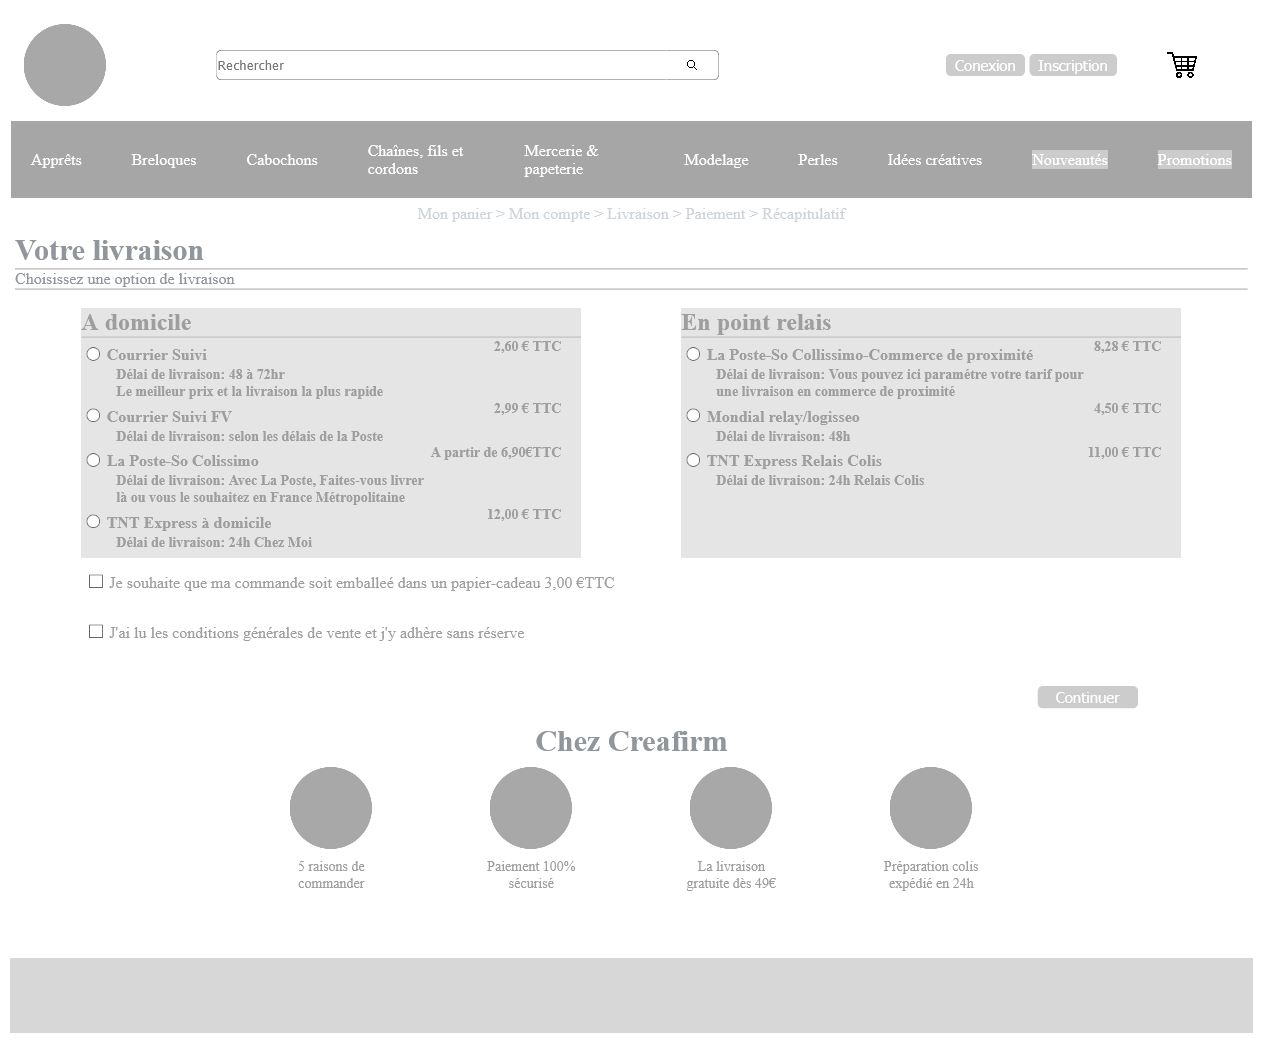 Rechercher
Conexion
Inscription
Apprêts
Breloques
Cabochons
Chaînes, fils et
cordons
Mercerie &
papeterie
Modelage
Perles
Idées créatives
Nouveautés
Promotions
Mon panier > Mon compte > Livraison > Paiement > Récapitulatif
Votre livraison
Choisissez une option de livraison
A domicile
Courrier Suivi 2,60 € TTC
Délai de livraison: 48 à 72hr
Le meilleur prix et la livraison la plus rapide
Courrier Suivi FV 2,99 € TTC
Délai de livraison: selon les délais de la Poste
La Poste-So Colissimo A partir de 6,90€TTC
Délai de livraison: Avec La Poste, Faites-vous livrer
là ou vous le souhaitez en France Métropolitaine
TNT Express à domicile 12,00 € TTC
Délai de livraison: 24h Chez Moi
En point relais
La Poste-So Collissimo-Commerce de proximité 8,28 € TTC
Délai de livraison: Vous pouvez ici paramétre votre tarif pour
une livraison en commerce de proximité
Mondial relay/logisseo 4,50 € TTC
Délai de livraison: 48h
TNT Express Relais Colis 11,00 € TTC
Délai de livraison: 24h Relais Colis
Je souhaite que ma commande soit emballeé dans un papier-cadeau 3,00 €TTC
J'ai lu les conditions générales de vente et j'y adhère sans réserve
Continuer
Chez Creafirm
5 raisons de
commander
Paiement 100%
sécurisé
La livraison
gratuite dès 49€
Préparation colis
expédié en 24h